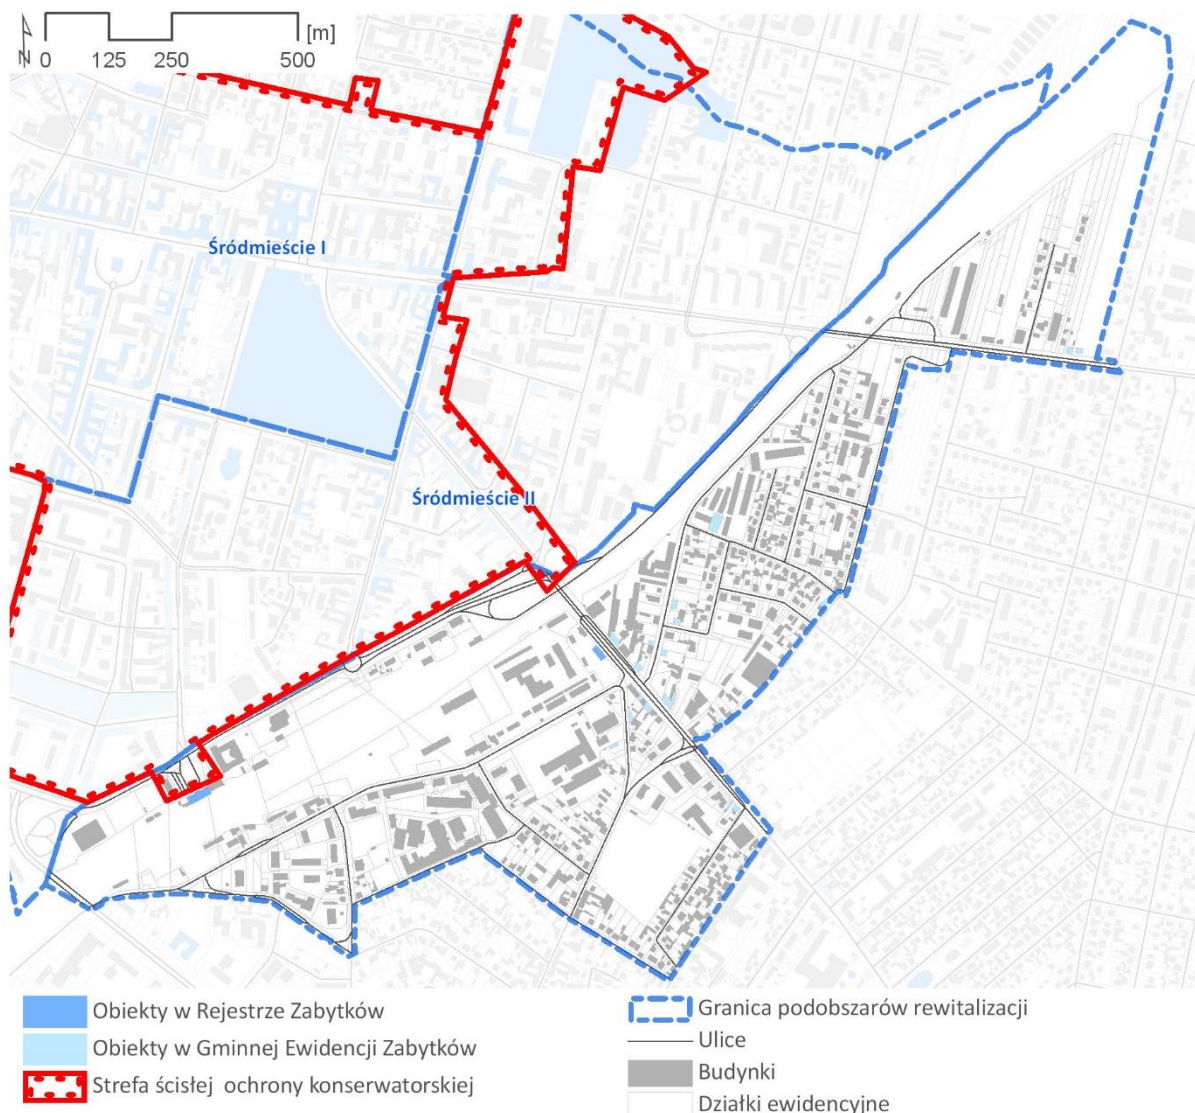 N
0 125 250 500 [m]
Śródmieście I
Śródmieście II
Obiekty w Rejestrze Zabytków
Obiekty w Gminnej Ewidencji Zabytków
Strefa ścisłej ochrony konserwatorskiej
Granica podobszarów rewitalizacji
Ulice
Budynki
Działki ewidencyjne